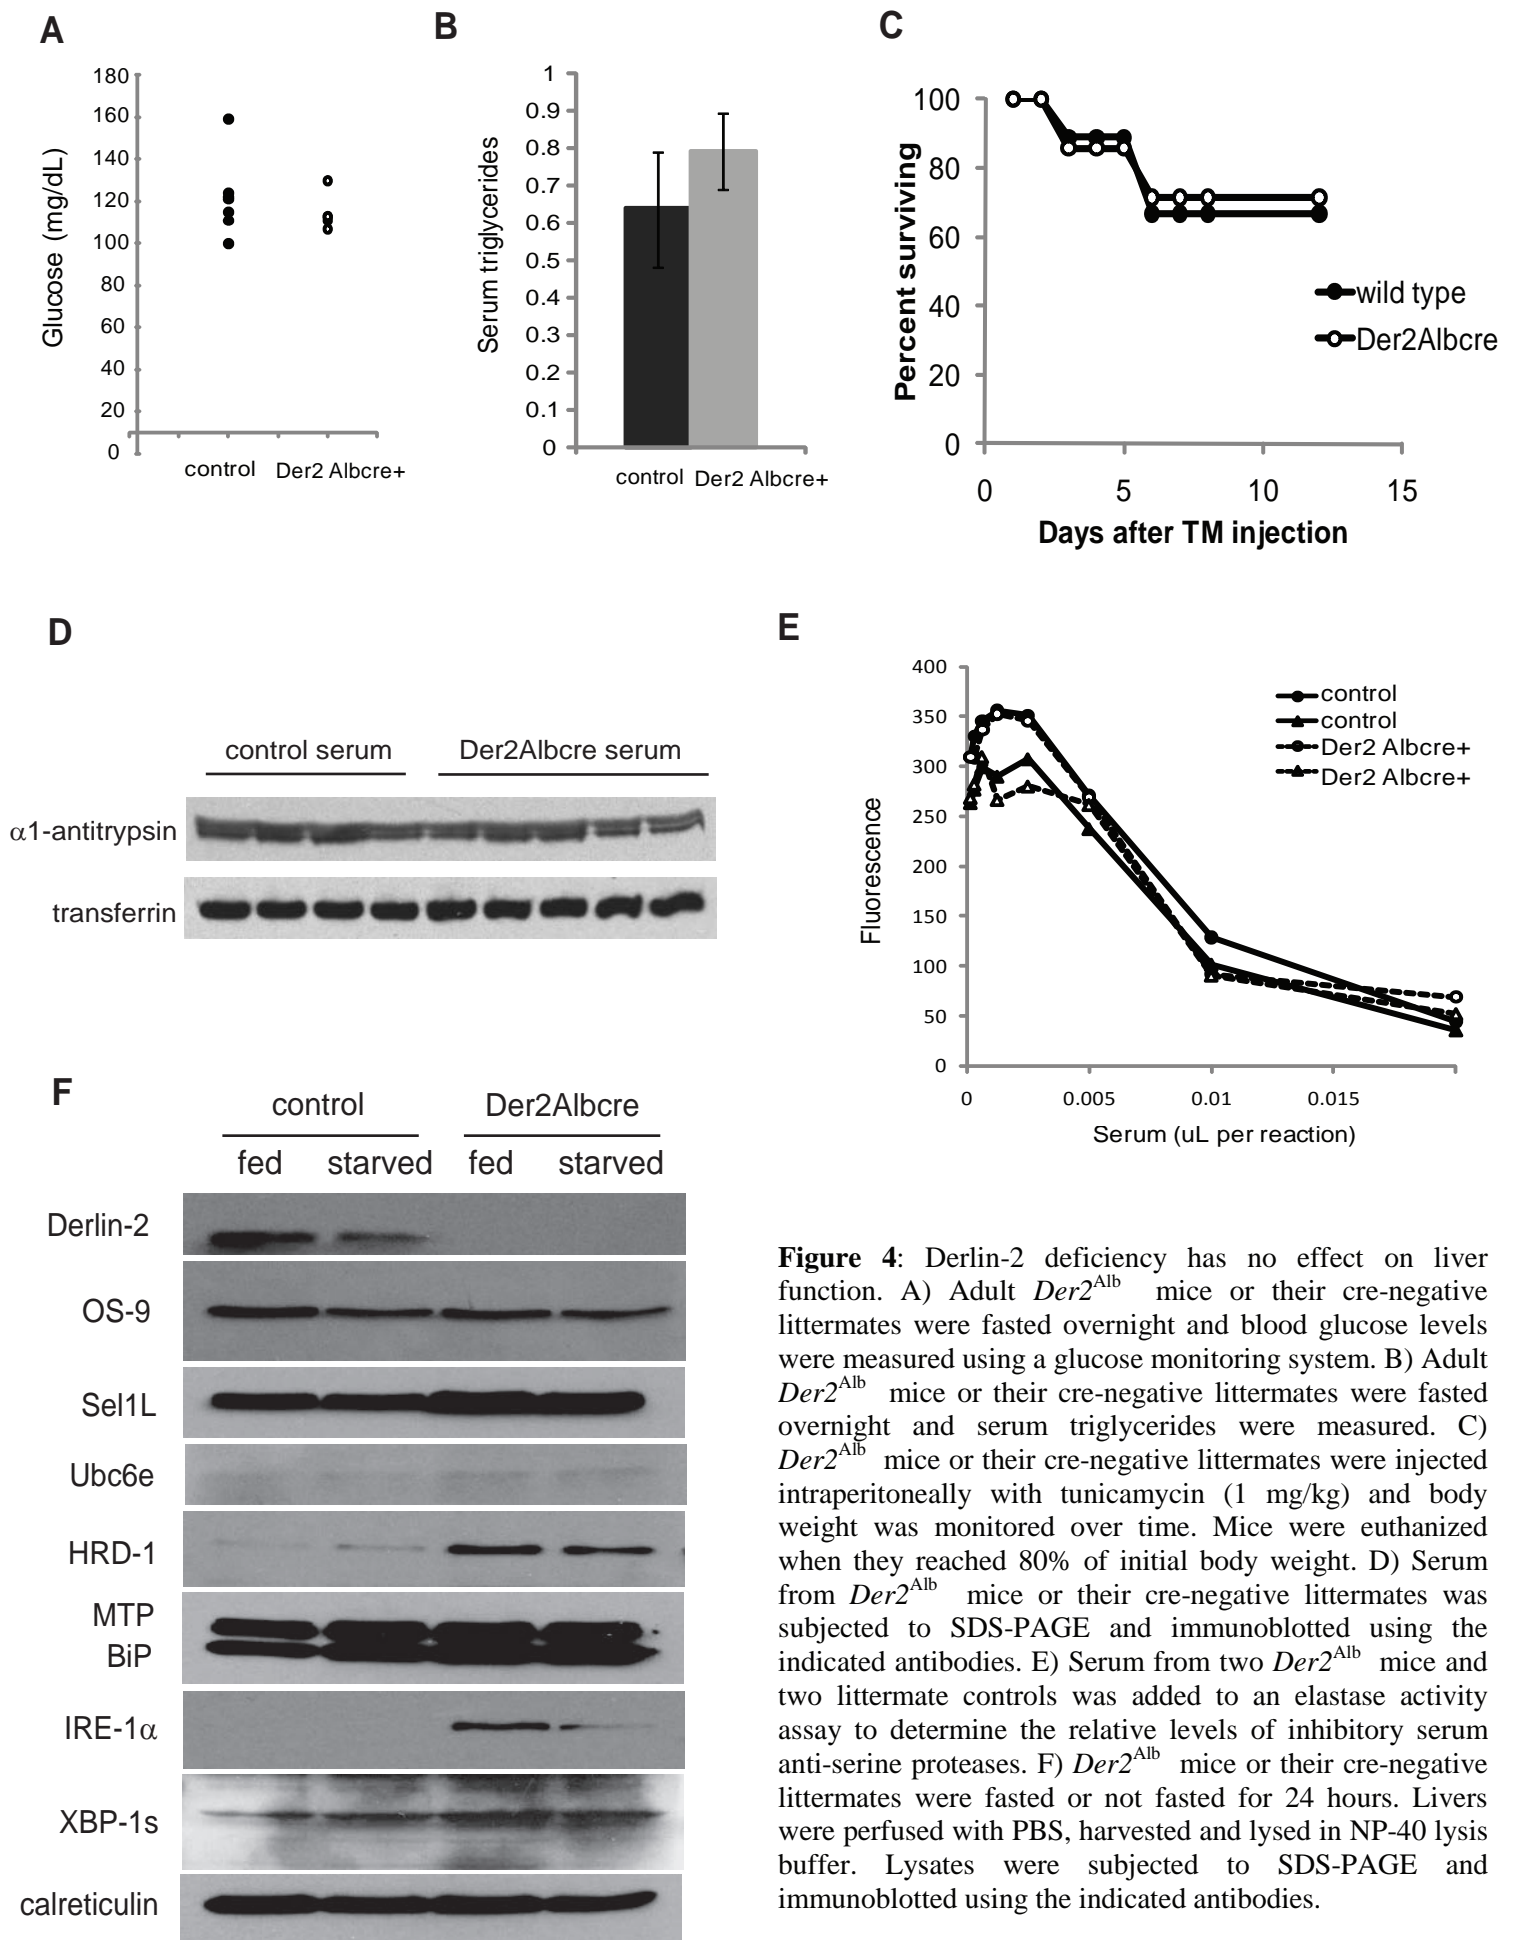 A
180
160
140
120
100
80
60
40
20
0
Glucose (mg/dL)
control Der2 Albcre+
B
1
0.9
0.8
0.7
0.6
0.5
0.4
0.3
0.2
0.1
0
Serum triglycerides
control Der2 Albcre+
C
100
80
60
40
20
0
Percent surviving
wild type
Der2Albcre
0 5 10 15
Days after TM injection
D
control serum Der2Albcre serum
α1-antitrypsin
transferrin
E
400
350
300
250
200
150
100
50
0
Fluorescence
control
control
Der2 Albcre+
Der2 Albcre+
0 0.005 0.01 0.015
Serum (uL per reaction)
F
control Der2Albcre
fed starved fed starved
Derlin-2
OS-9
Sel1L
Ubc6e
HRD-1
MTP
BiP
IRE-1α
XBP-1s
calreticulin
Figure 4: Derlin-2 deficiency has no effect on liver
function. A) Adult Der2Alb mice or their cre-negative
littermates were fasted overnight and blood glucose levels
were measured using a glucose monitoring system. B) Adult
Der2Alb mice or their cre-negative littermates were fasted
overnight and serum triglycerides were measured. C)
Der2Alb mice or their cre-negative littermates were injected
intraperitoneally with tunicamycin (1 mg/kg) and body
weight was monitored over time. Mice were euthanized
when they reached 80% of initial body weight. D) Serum
from Der2Alb mice or their cre-negative littermates was
subjected to SDS-PAGE and immunoblotted using the
indicated antibodies. E) Serum from two Der2Alb mice and
two littermate controls was added to an elastase activity
assay to determine the relative levels of inhibitory serum
anti-serine proteases. F) Der2Alb mice or their cre-negative
littermates were fasted or not fasted for 24 hours. Livers
were perfused with PBS, harvested and lysed in NP-40 lysis
buffer. Lysates were subjected to SDS-PAGE and
immunoblotted using the indicated antibodies.